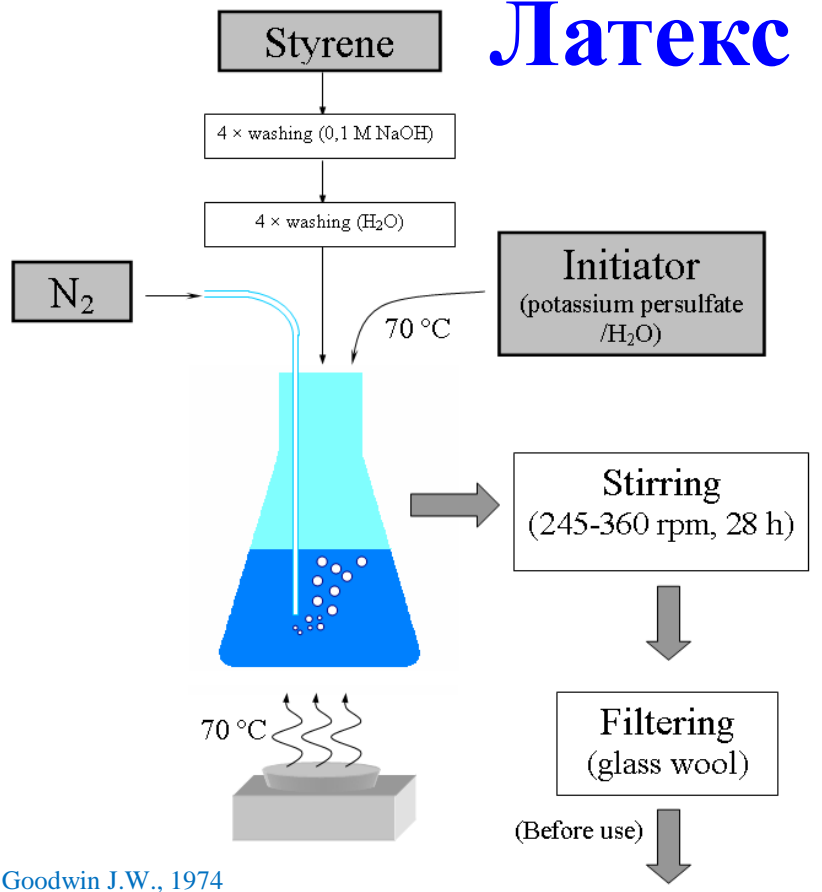 Латекс
Styrene
4 × washing (0,1 M NaOH)
4 × washing (H₂O)
N₂
Initiator
(potassium persulfate
/H₂O)
70 °C
Stirring
(245-360 rpm, 28 h)
70 °C
Filtering
(glass wool)
(Before use)
Goodwin J.W., 1974